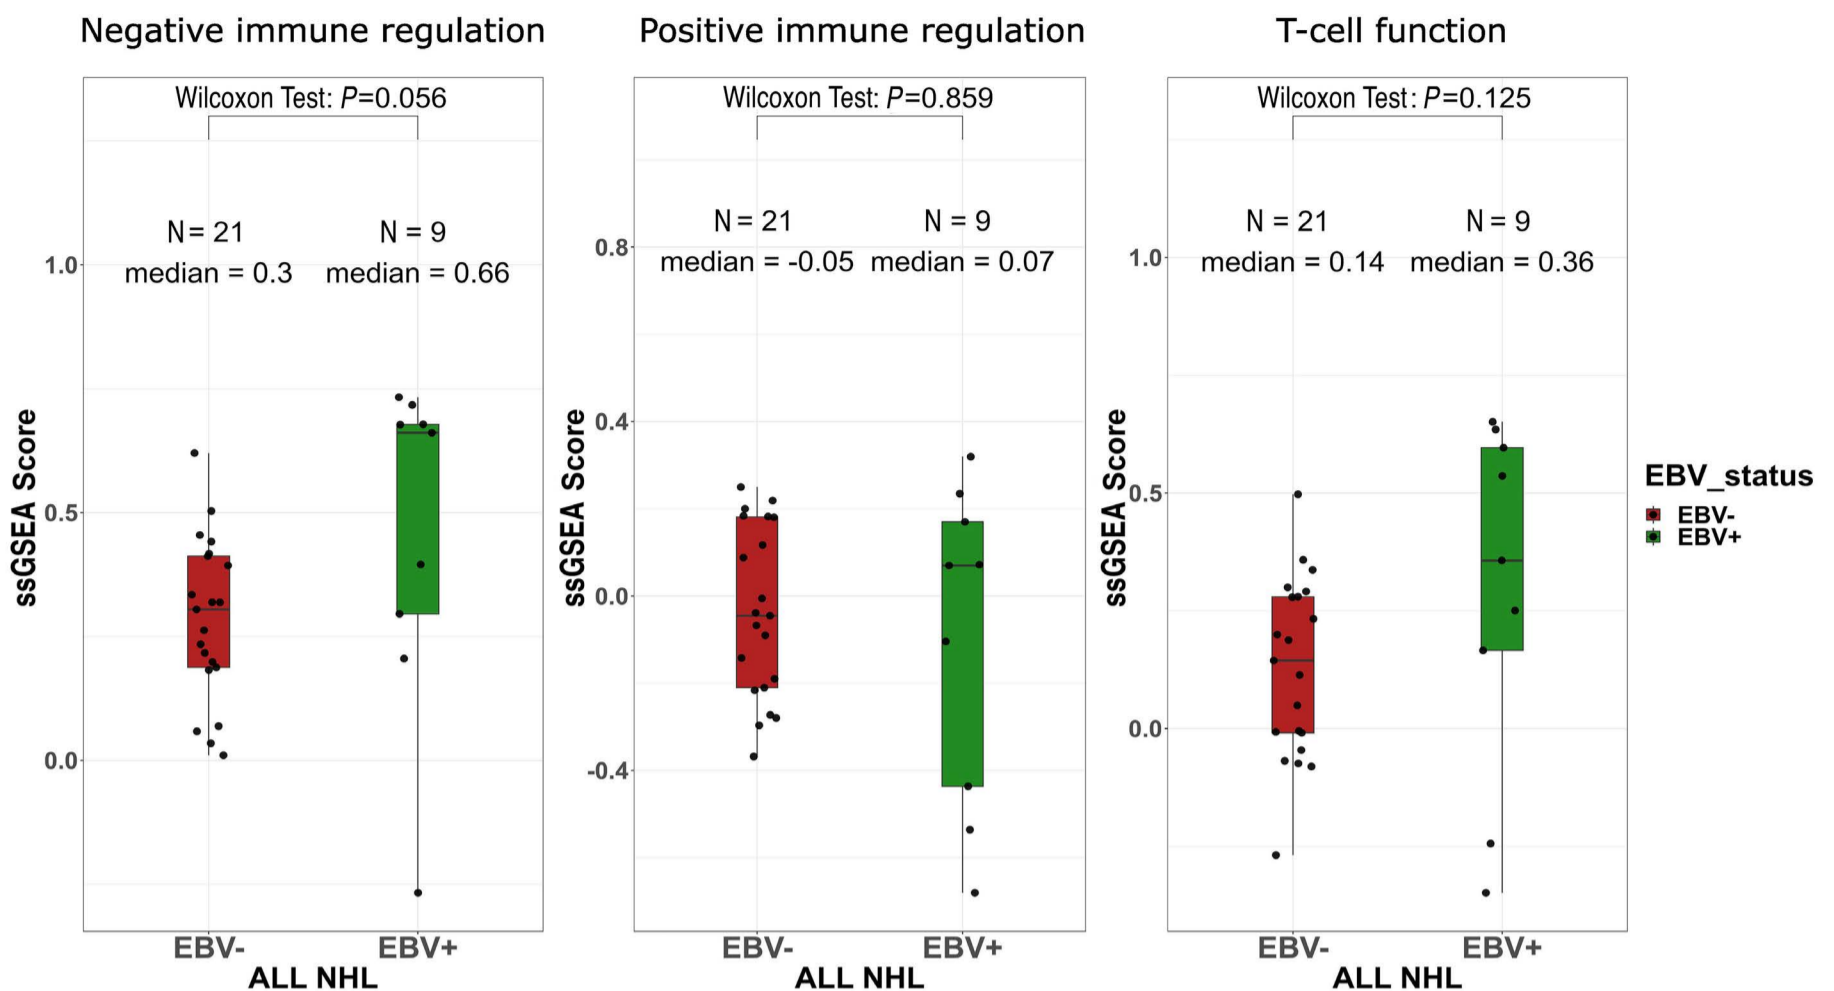 Negative immune regulation
Positive immune regulation
T-cell function
Wilcoxon Test: P=0.056
Wilcoxon Test: P=0.859
Wilcoxon Test: P=0.125
N = 21
N = 9
median = 0.3
median = 0.66
N = 21
N = 9
median = -0.05
median = 0.07
N = 21
N = 9
median = 0.14
median = 0.36
ssGSEA Score
1.0
0.5
0.0
EBV-
EBV+
ALL NHL
ssGSEA Score
0.8
0.4
0.0
-0.4
EBV-
EBV+
ALL NHL
ssGSEA Score
1.0
0.5
0.0
EBV-
EBV+
ALL NHL
EBV_status
EBV-
EBV+